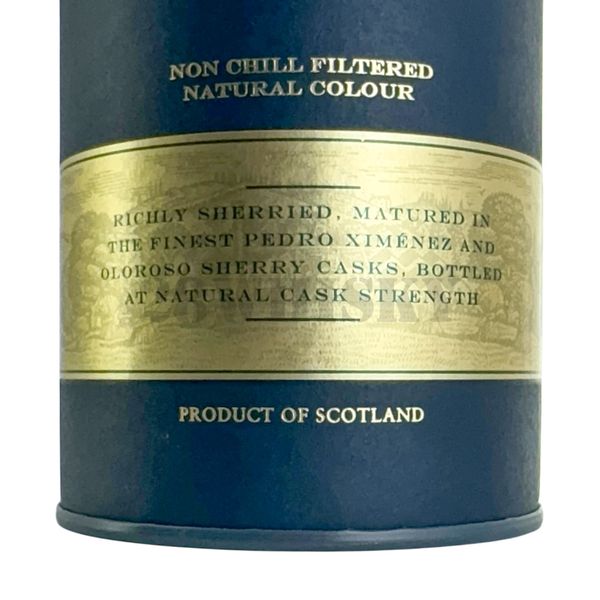 NON CHILL FILTERED
NATURAL COLOUR
RICHLY SHERRIED, MATURED IN
THE FINEST PEDRO XIMÉNEZ AND
OLOROSO SHERRY CASKS, BOTTLED
AT NATURAL CASK STRENGTH
PRODUCT OF SCOTLAND